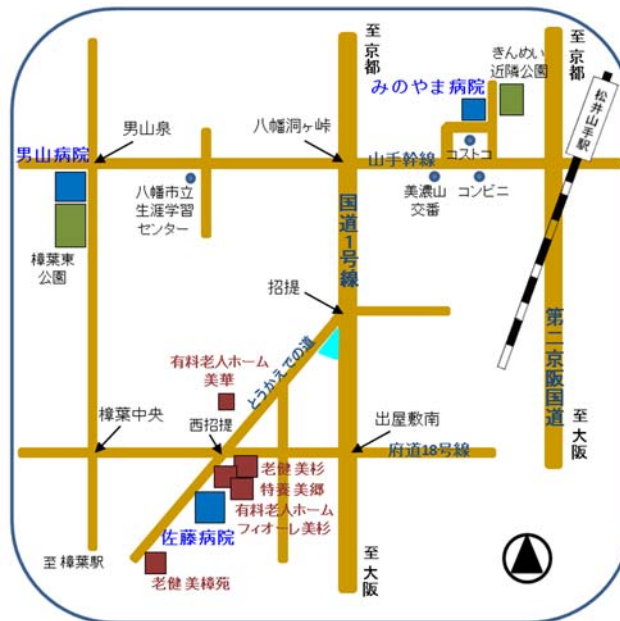 至
京
都
至
京
都
きんめい
近隣公園
みのやま病院
松井山手駅
男山泉
八幡洞ヶ峠
男山病院
山手幹線
コストコ
八幡市立
生涯学習
センター
美濃山
交番
コンビニ
国道1号線
樟葉東
公園
招提
第二京阪国道
有料老人ホーム
美華
とうかえでの道
樟葉中央
西招提
出屋敷南
至
大
阪
府道18号線
老健 美杉
特養 美郷
有料老人ホーム
フィオーレ美杉
佐藤病院
至 樟葉駅
老健 美樟苑
至
大
阪